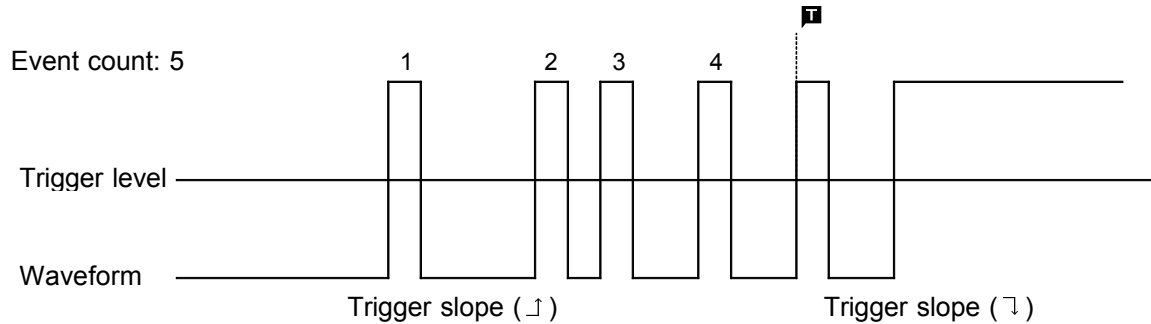 T
Event count: 5 1 2 3 4
Trigger level
Waveform
Trigger slope (↑) Trigger slope (↓)